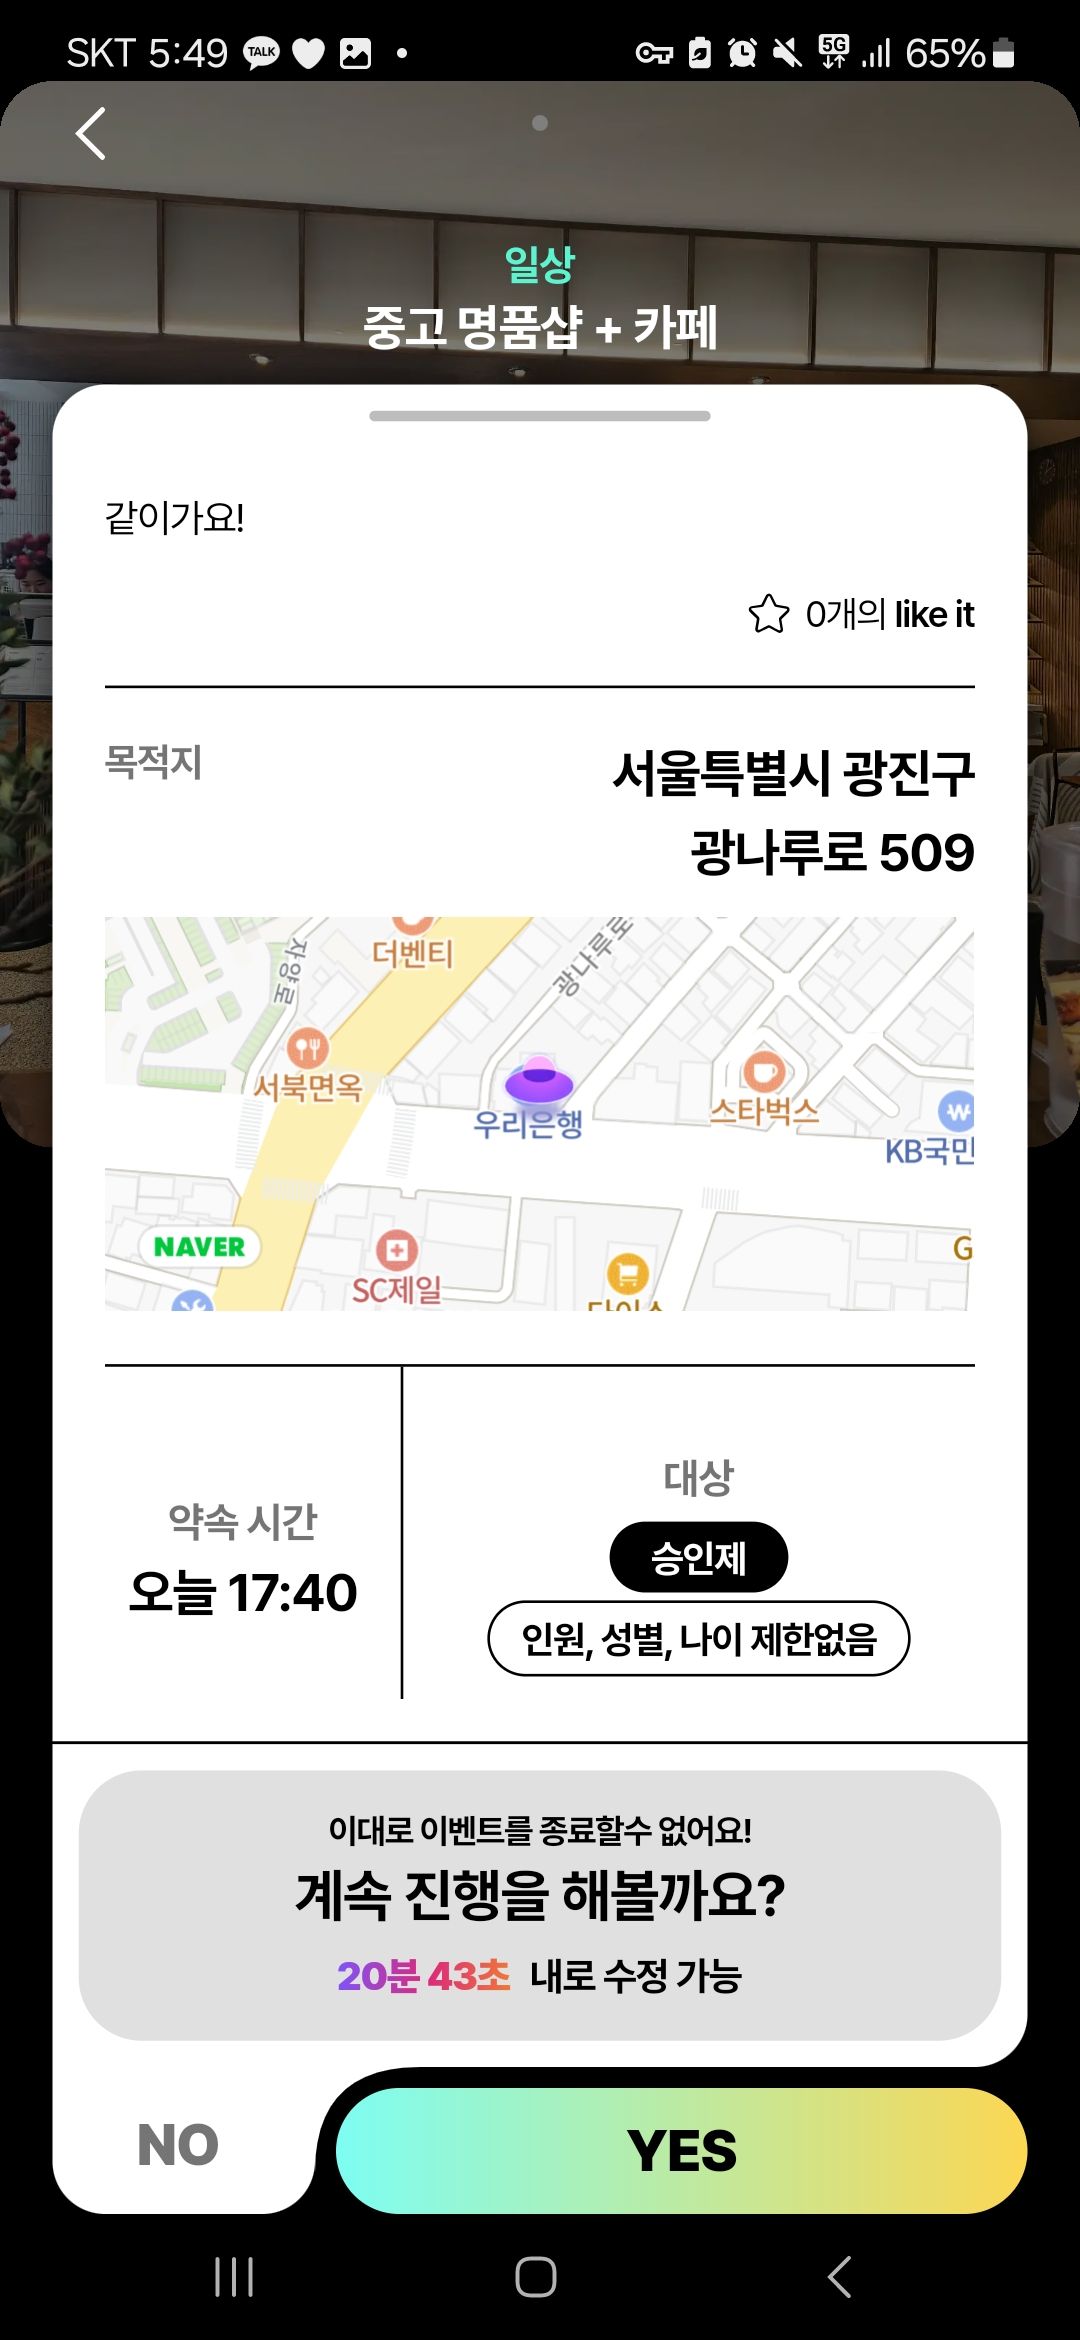 SKT 5:49 TALK 5G 65%
일상
중고 명품샵 + 카페
같이가요!
0개의 like it
목적지
서울특별시 광진구
광나루로 509
더벤티
자양로
광나루로
서북면옥
우리은행
스타벅스
KB국민
NAVER
SC제일
다이소
G
대상
약속 시간
승인제
오늘 17:40
인원, 성별, 나이 제한없음
이대로 이벤트를 종료할수 없어요!
계속 진행을 해볼까요?
20분 43초 내로 수정 가능
NO
YES